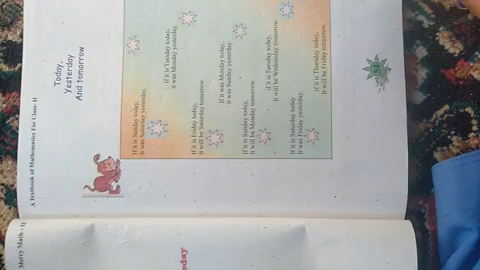 A Textbook of Mathematics For Class- II
Today,
Yesterday
And tomorrow
If it is Sunday today,
it was Saturday yesterday.
If it is Tuesday today,
it was Monday yesterday.
If it is Friday today,
it will be Saturday tomorrow.
If it was Monday today,
it was Sunday yesterday.
If it is Sunday today,
it will be Monday tomorrow.
if it is Tuesday today,
it will be Wednesday tomorrow.
If it is Saturday today,
it was Friday yesterday.
if it is Thursday today,
it will be Friday tomorrow
Merry Math - II